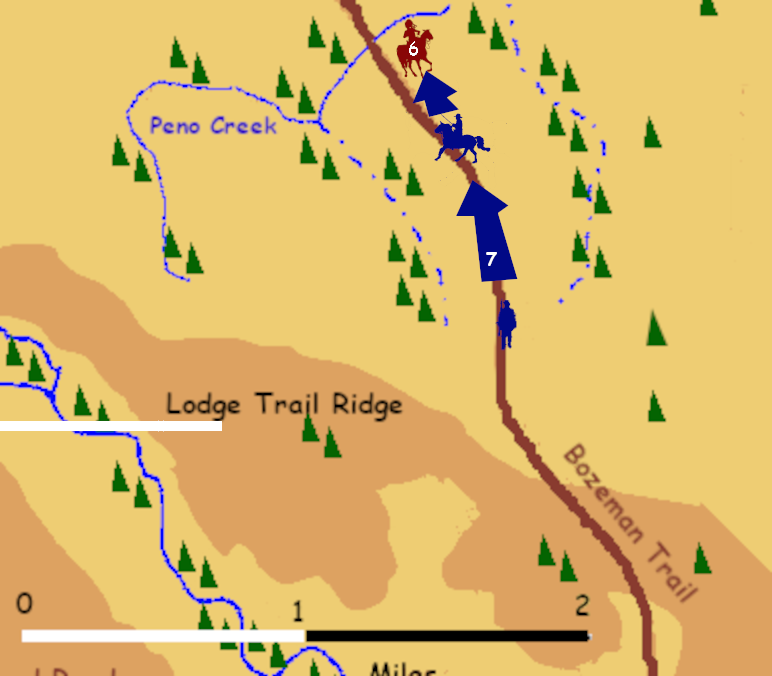 6
Peno Creek
7
Lodge Trail Ridge
Bozeman Trail
0 1 2
Miles